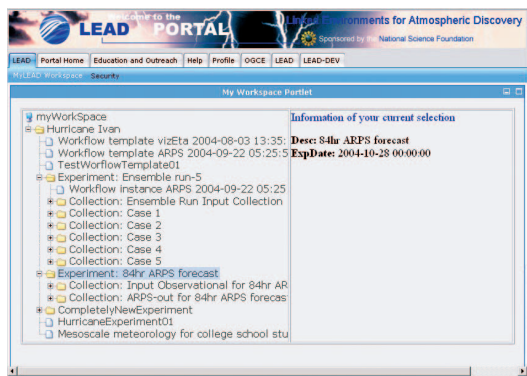 Welcome to the
LEAD PORTAL
Linked Environments for Atmospheric Discovery
Sponsored by the National Science Foundation
LEAD Portal Home Education and Outreach Help Profile OGCE LEAD LEAD-DEV
MyLEAD Workspace Security
My Workspace Portlet
myWorkSpace
Information of your current selection
Hurricane Ivan
Workflow template vizEta 2004-08-03 13:35:
Desc: 84hr ARPS forecast
Workflow template ARPS 2004-09-22 05:25:5
ExpDate: 2004-10-28 00:00:00
TestWorflowTemplate01
Experiment: Ensemble run-5
Workflow instance ARPS 2004-09-22 05:25
Collection: Ensemble Run Input Collection
Collection: Case 1
Collection: Case 2
Collection: Case 3
Collection: Case 4
Collection: Case 5
Experiment: 84hr ARPS forecast
Collection: Input Observational for 84hr AR
Collection: ARPS-out for 84hr ARPS forecas
CompletelyNewExperiment
HurricaneExperiment01
Mesoscale meteorology for college school stu